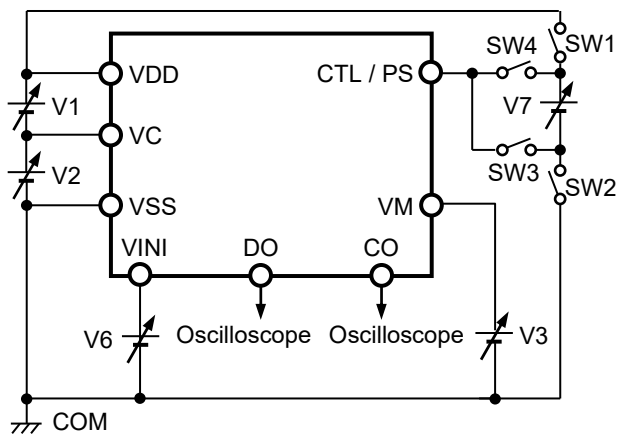 SW4
SW1
VDD
CTL / PS
V1
V7
VC
V2
SW3
SW2
VSS
VM
VINI
DO
CO
V6
Oscilloscope
Oscilloscope
V3
COM